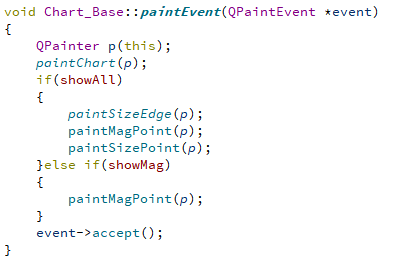 void Chart_Base::paintEvent(QPaintEvent *event)
{
    QPainter p(this);
    paintChart(p);
    if(showAll)
    {
        paintSizeEdge(p);
        paintMagPoint(p);
        paintSizePoint(p);
    }else if(showMag)
    {
        paintMagPoint(p);
    }
    event->accept();
}